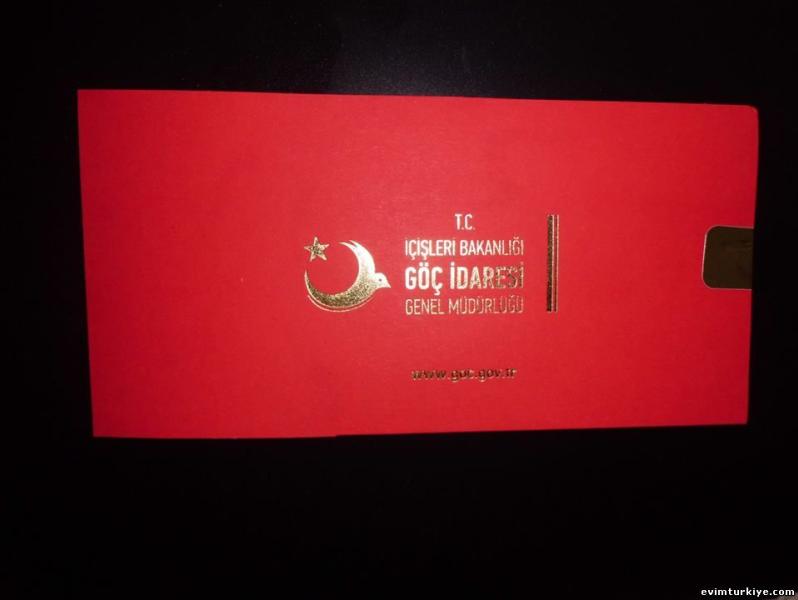 T.C.
İÇİŞLERİ BAKANLIĞI
GÖÇ İDARESİ
GENEL MÜDÜRLÜĞÜ
www.goc.gov.tr
evimturkiye.com